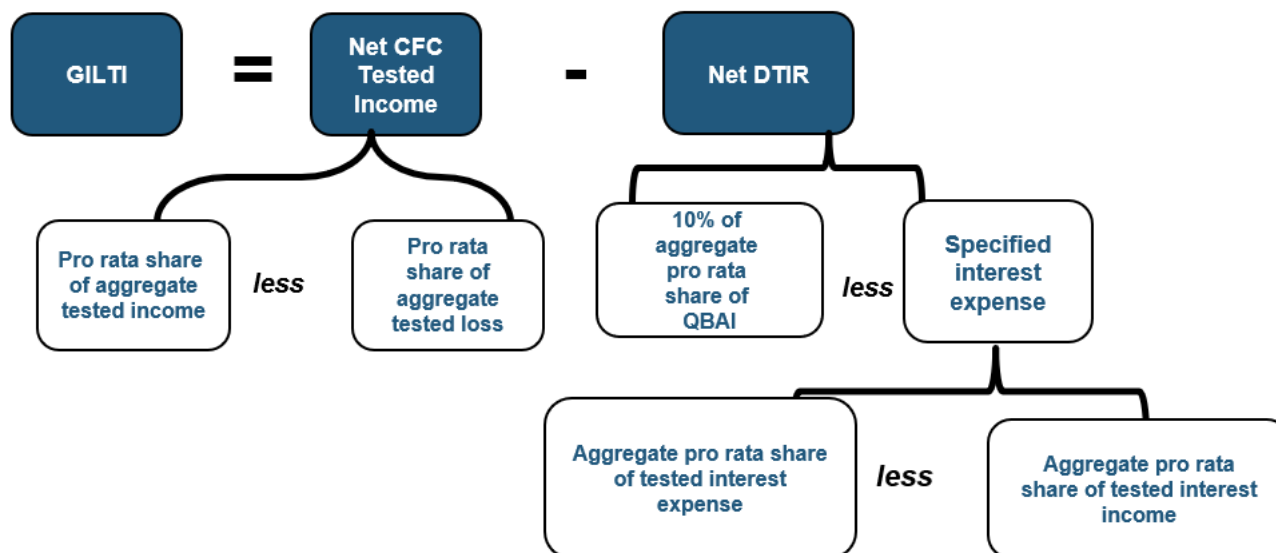 GILTI
=
Net CFC
Tested
Income
-
Net DTIR
Pro rata share
of aggregate
tested income
less
Pro rata
share of
aggregate
tested loss
10% of
aggregate
pro rata
share of
QBAI
less
Specified
interest
expense
Aggregate pro rata share
of tested interest
expense
less
Aggregate pro rata
share of tested interest
income